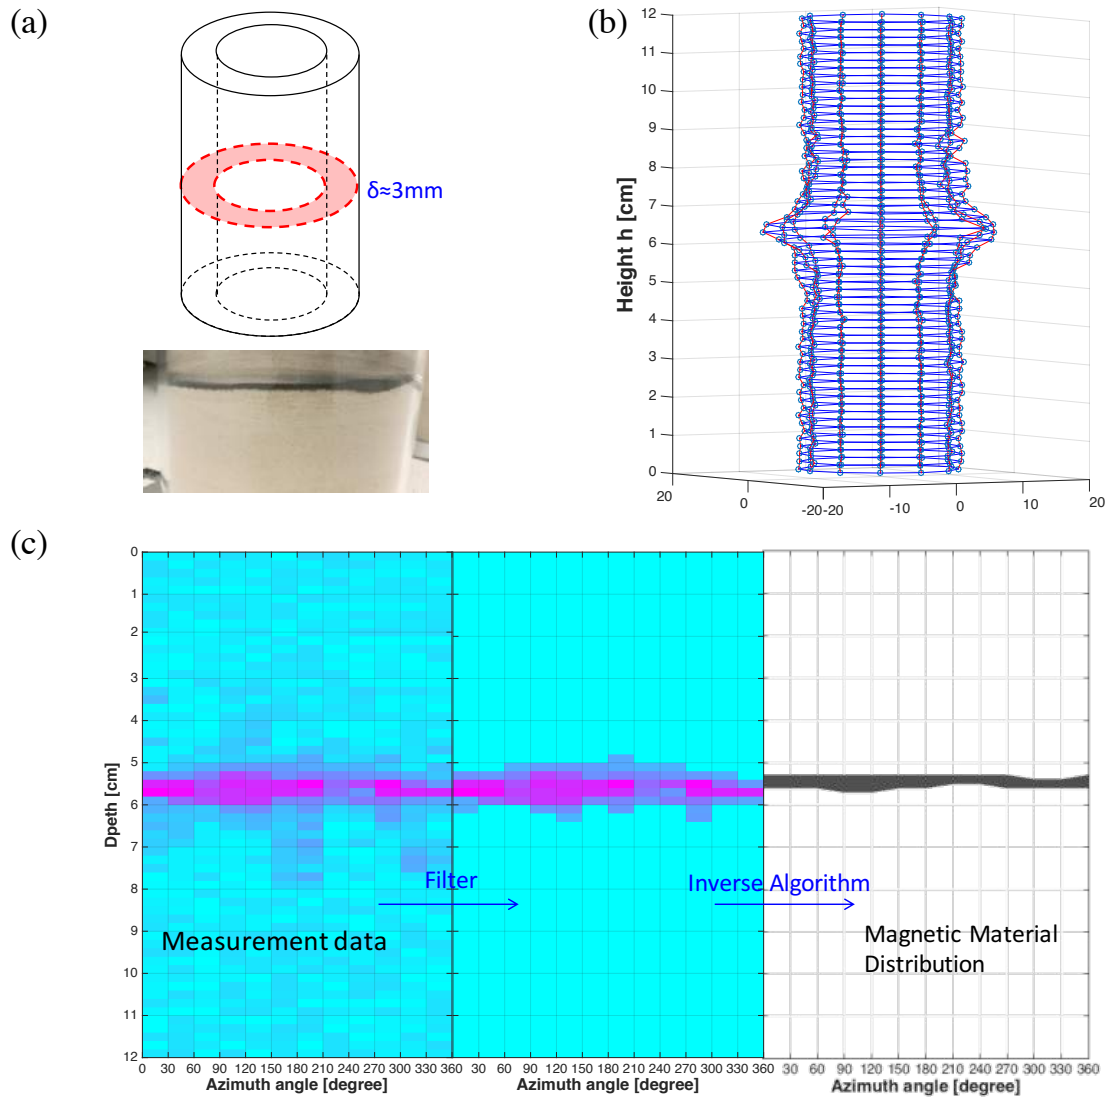 (a)
δ≈3mm
(b)
12
11
10
9
8
7
6
5
4
3
2
1
0
Height h [cm]
20
0
-20
-20
-10
0
10
20
(c)
0
1
2
3
4
5
6
7
8
9
10
11
12
Dpeth [cm]
Filter
Inverse Algorithm
Measurement data
Magnetic Material
Distribution
0 30 60 90 120 150 180 210 240 270 300 330 360 30 60 90 120 150 180 210 240 270 300 330 360 30 60 90 120 150 180 210 240 270 300 330 360
Azimuth angle [degree] Azimuth angle [degree] Azimuth angle [degree]